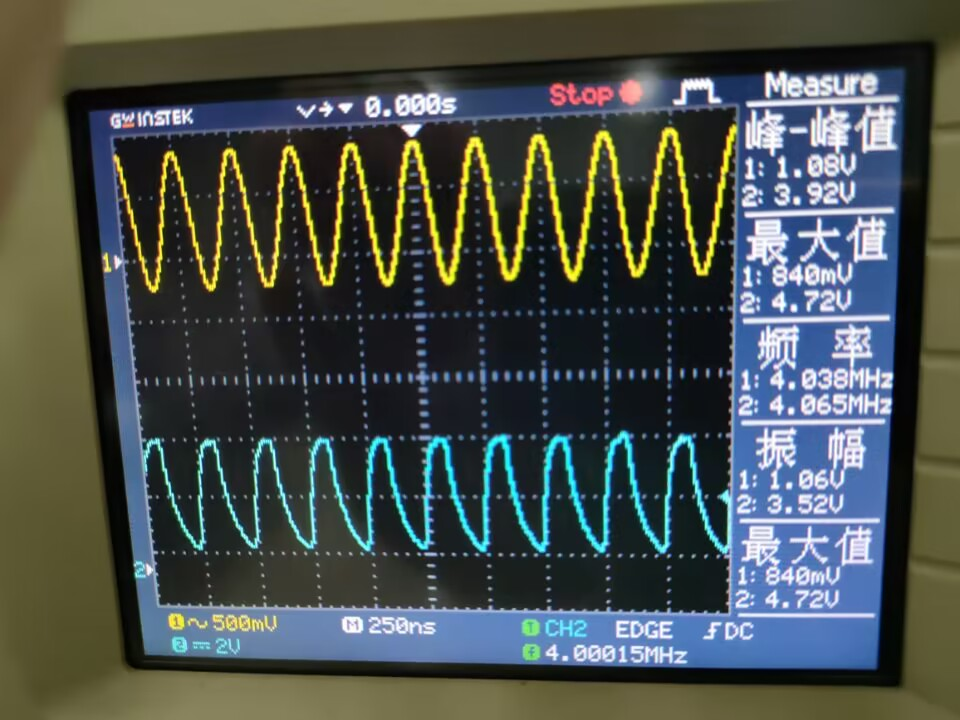 GWINSTEK 0.000s Stop
Measure
峰-峰值
1: 1.08V
2: 3.92V
最大值
1: 840mV
2: 4.72V
频 率
1: 4.038MHz
2: 4.065MHz
振 幅
1: 1.06V
2: 3.52V
最大值
1: 840mV
2: 4.72V
1
2
1 500mV M 250ns T CH2 EDGE DC
2 2V f 4.00015MHz